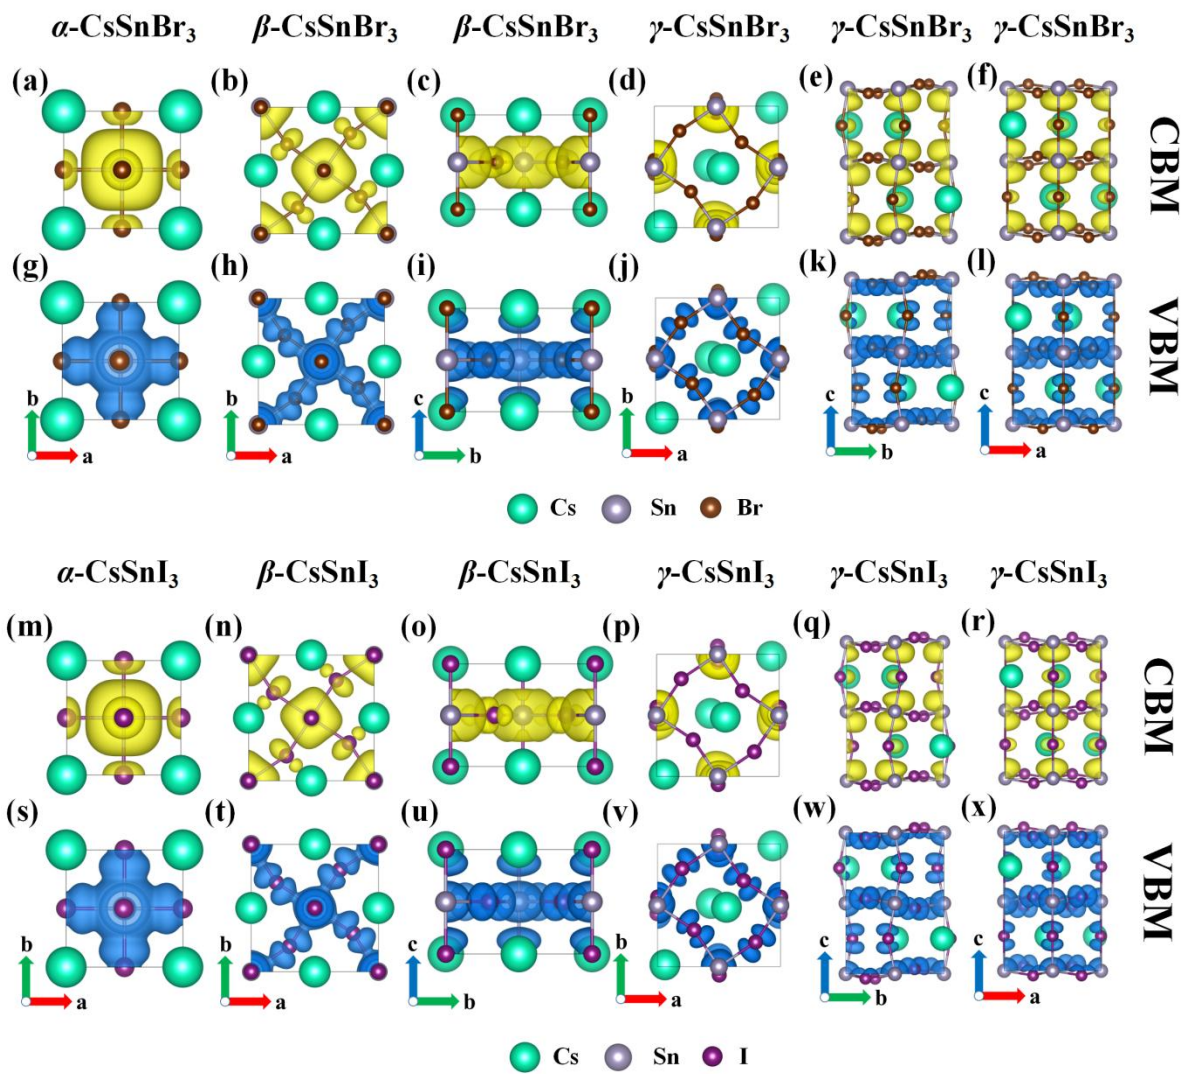 α-CsSnBr₃ β-CsSnBr₃ β-CsSnBr₃ γ-CsSnBr₃ γ-CsSnBr₃ γ-CsSnBr₃
(a) (b) (c) (d) (e) (f)
CBM
(g) (h) (i) (j) (k) (l)
VBM
b b c b c c
a a b a b a
Cs Sn Br
α-CsSnI₃ β-CsSnI₃ β-CsSnI₃ γ-CsSnI₃ γ-CsSnI₃ γ-CsSnI₃
(m) (n) (o) (p) (q) (r)
CBM
(s) (t) (u) (v) (w) (x)
VBM
b b c b c c
a a b a b a
Cs Sn I